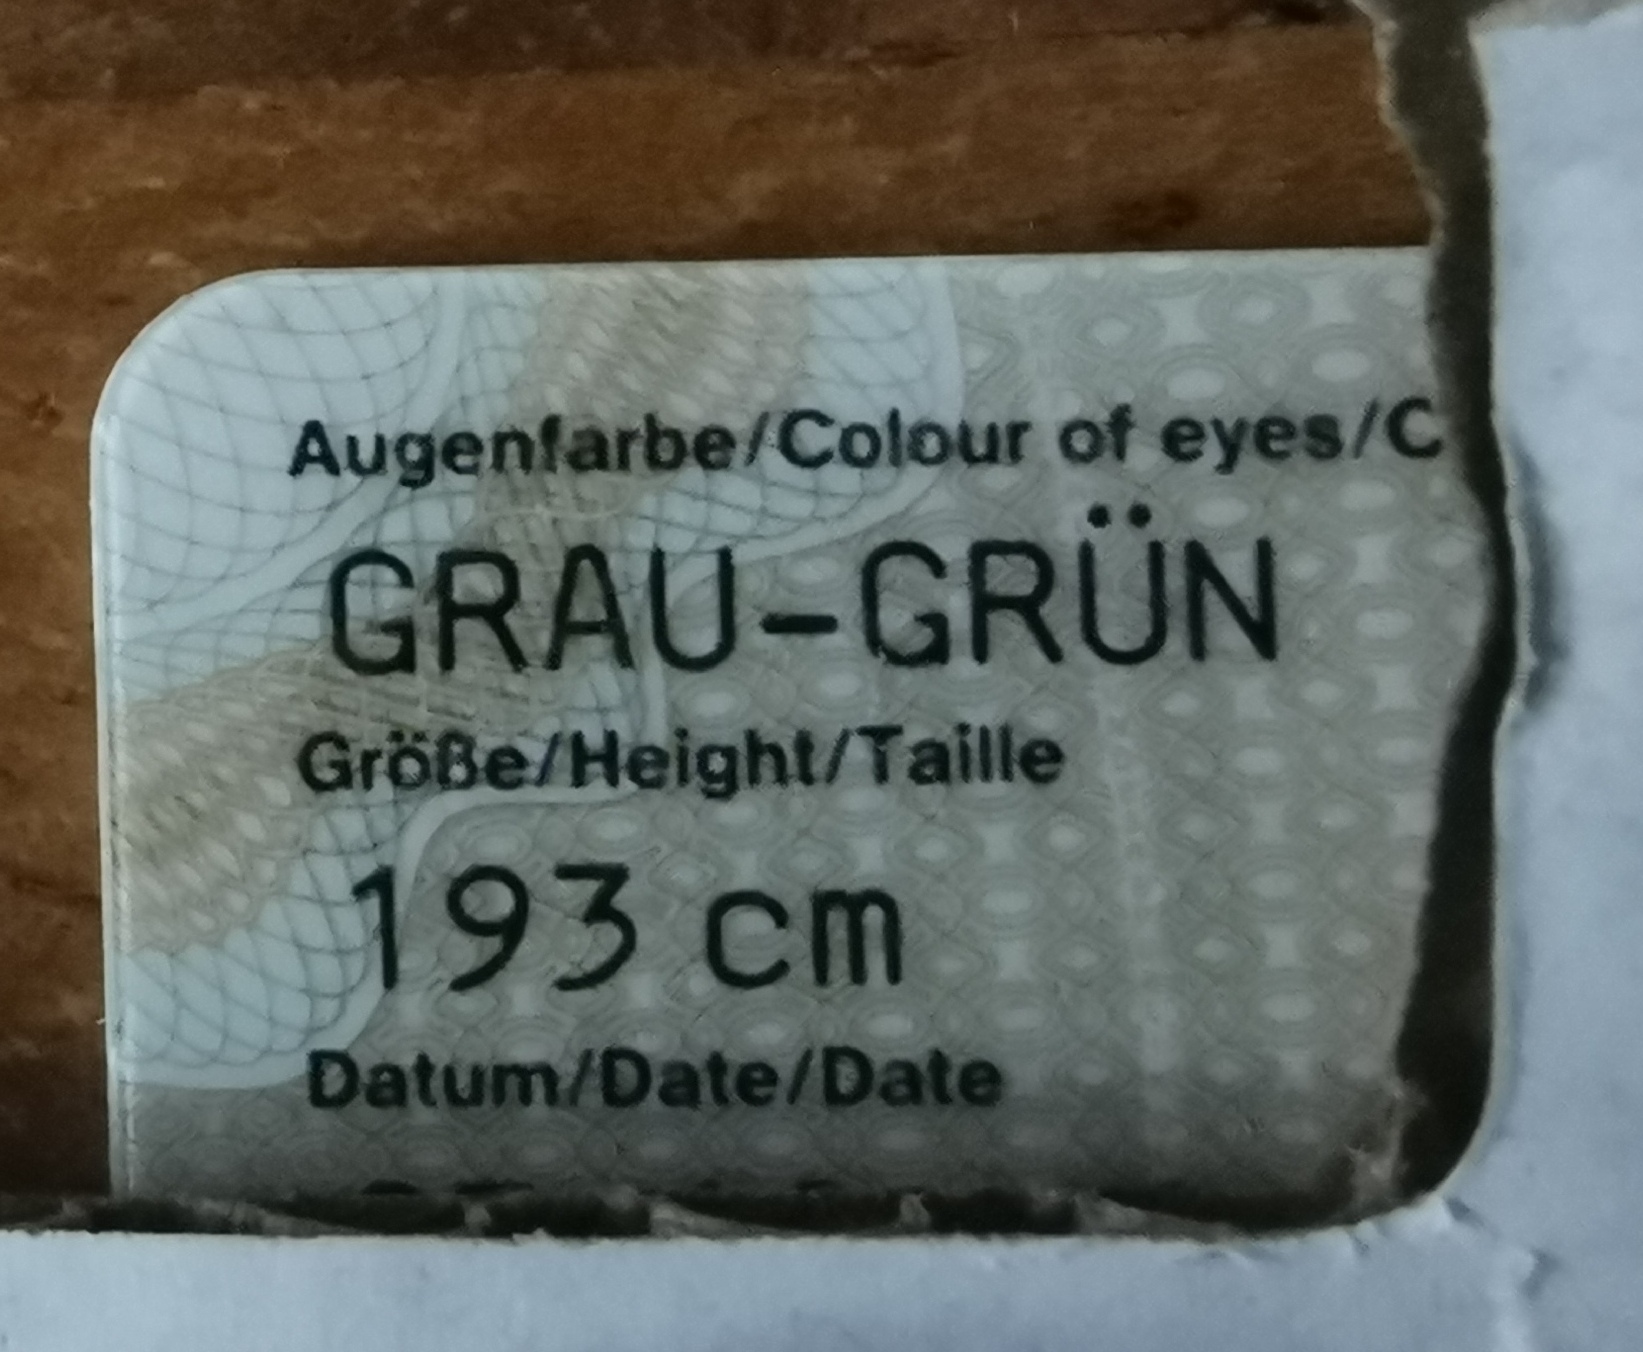 Augenfarbe/Colour of eyes/C
GRAU-GRÜN
Größe/Height/Taille
193 cm
Datum/Date/Date